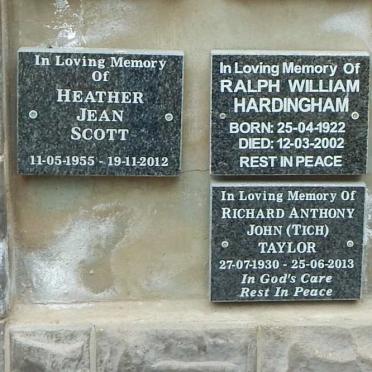 In Loving Memory
Of
HEATHER
JEAN
SCOTT
11-05-1955 - 19-11-2012
In Loving Memory Of
RALPH WILLIAM
HARDINGHAM
BORN: 25-04-1922
DIED: 12-03-2002
REST IN PEACE
In Loving Memory Of
RICHARD ANTHONY
JOHN (TICH)
TAYLOR
27-07-1930 - 25-06-2013
In God's Care
Rest In Peace